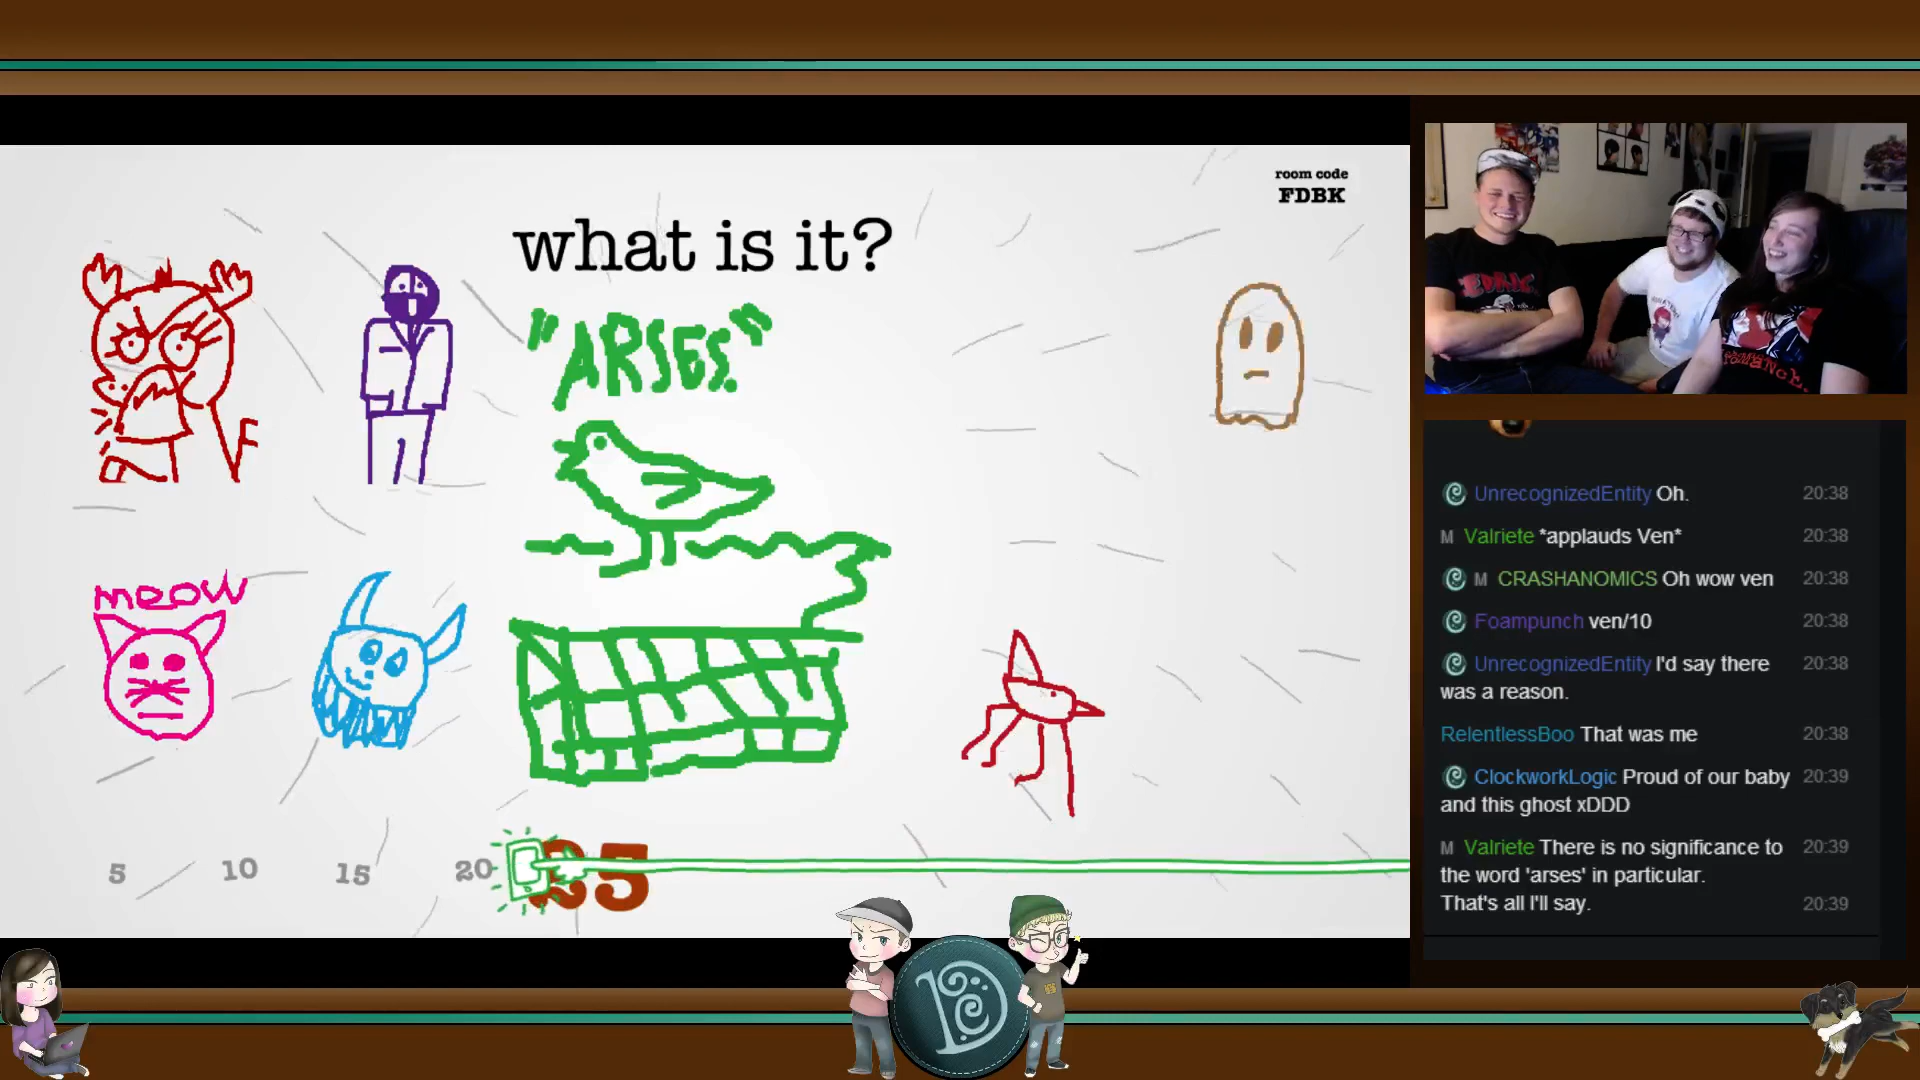 room code
FDBK
what is it?
"ARSES."
F
meow
5 10 15 20 25
UnrecognizedEntity Oh. 20:38
M Valriete *applauds Ven* 20:38
M CRASHANOMICS Oh wow ven 20:38
Foampunch ven/10 20:38
UnrecognizedEntity I'd say there 20:38
was a reason.
RelentlessBoo That was me 20:38
ClockworkLogic Proud of our baby 20:39
and this ghost xDDD
M Valriete There is no significance to 20:39
the word 'arses' in particular.
That's all I'll say. 20:39